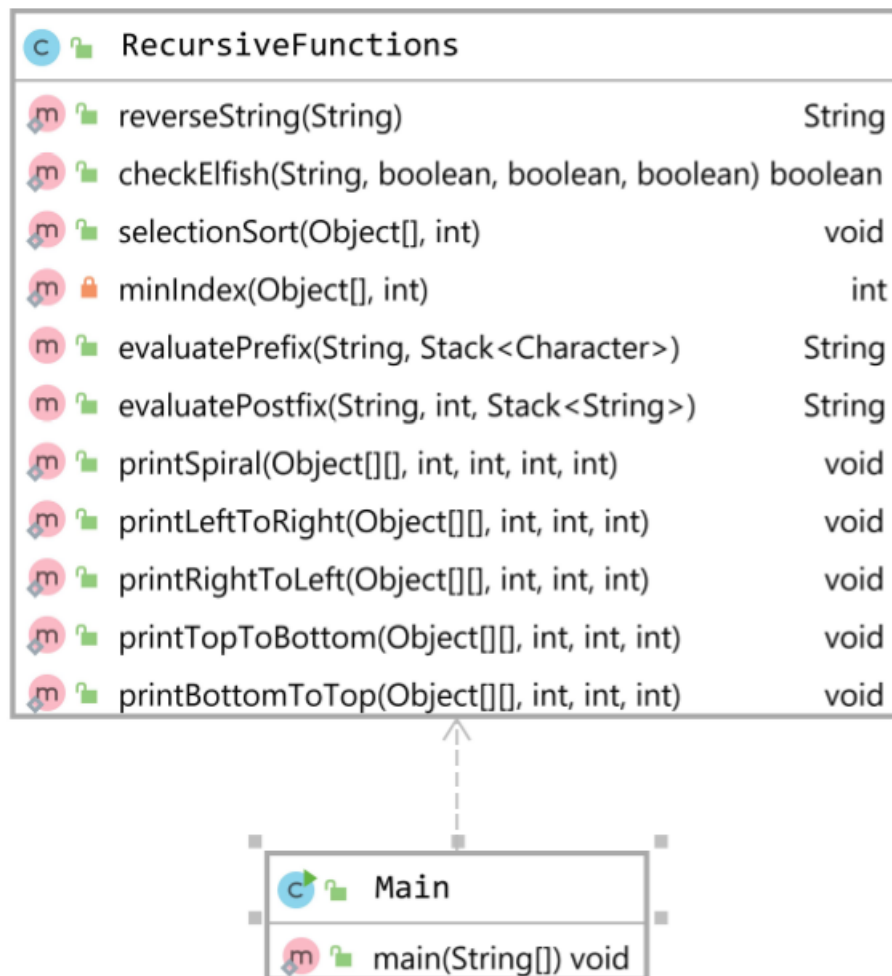 RecursiveFunctions
reverseString(String) String
checkElfish(String, boolean, boolean, boolean) boolean
selectionSort(Object[], int) void
minIndex(Object[], int) int
evaluatePrefix(String, Stack<Character>) String
evaluatePostfix(String, int, Stack<String>) String
printSpiral(Object[][], int, int, int, int) void
printLeftToRight(Object[][], int, int, int) void
printRightToLeft(Object[][], int, int, int) void
printTopToBottom(Object[][], int, int, int) void
printBottomToTop(Object[][], int, int, int) void
Main
main(String[]) void